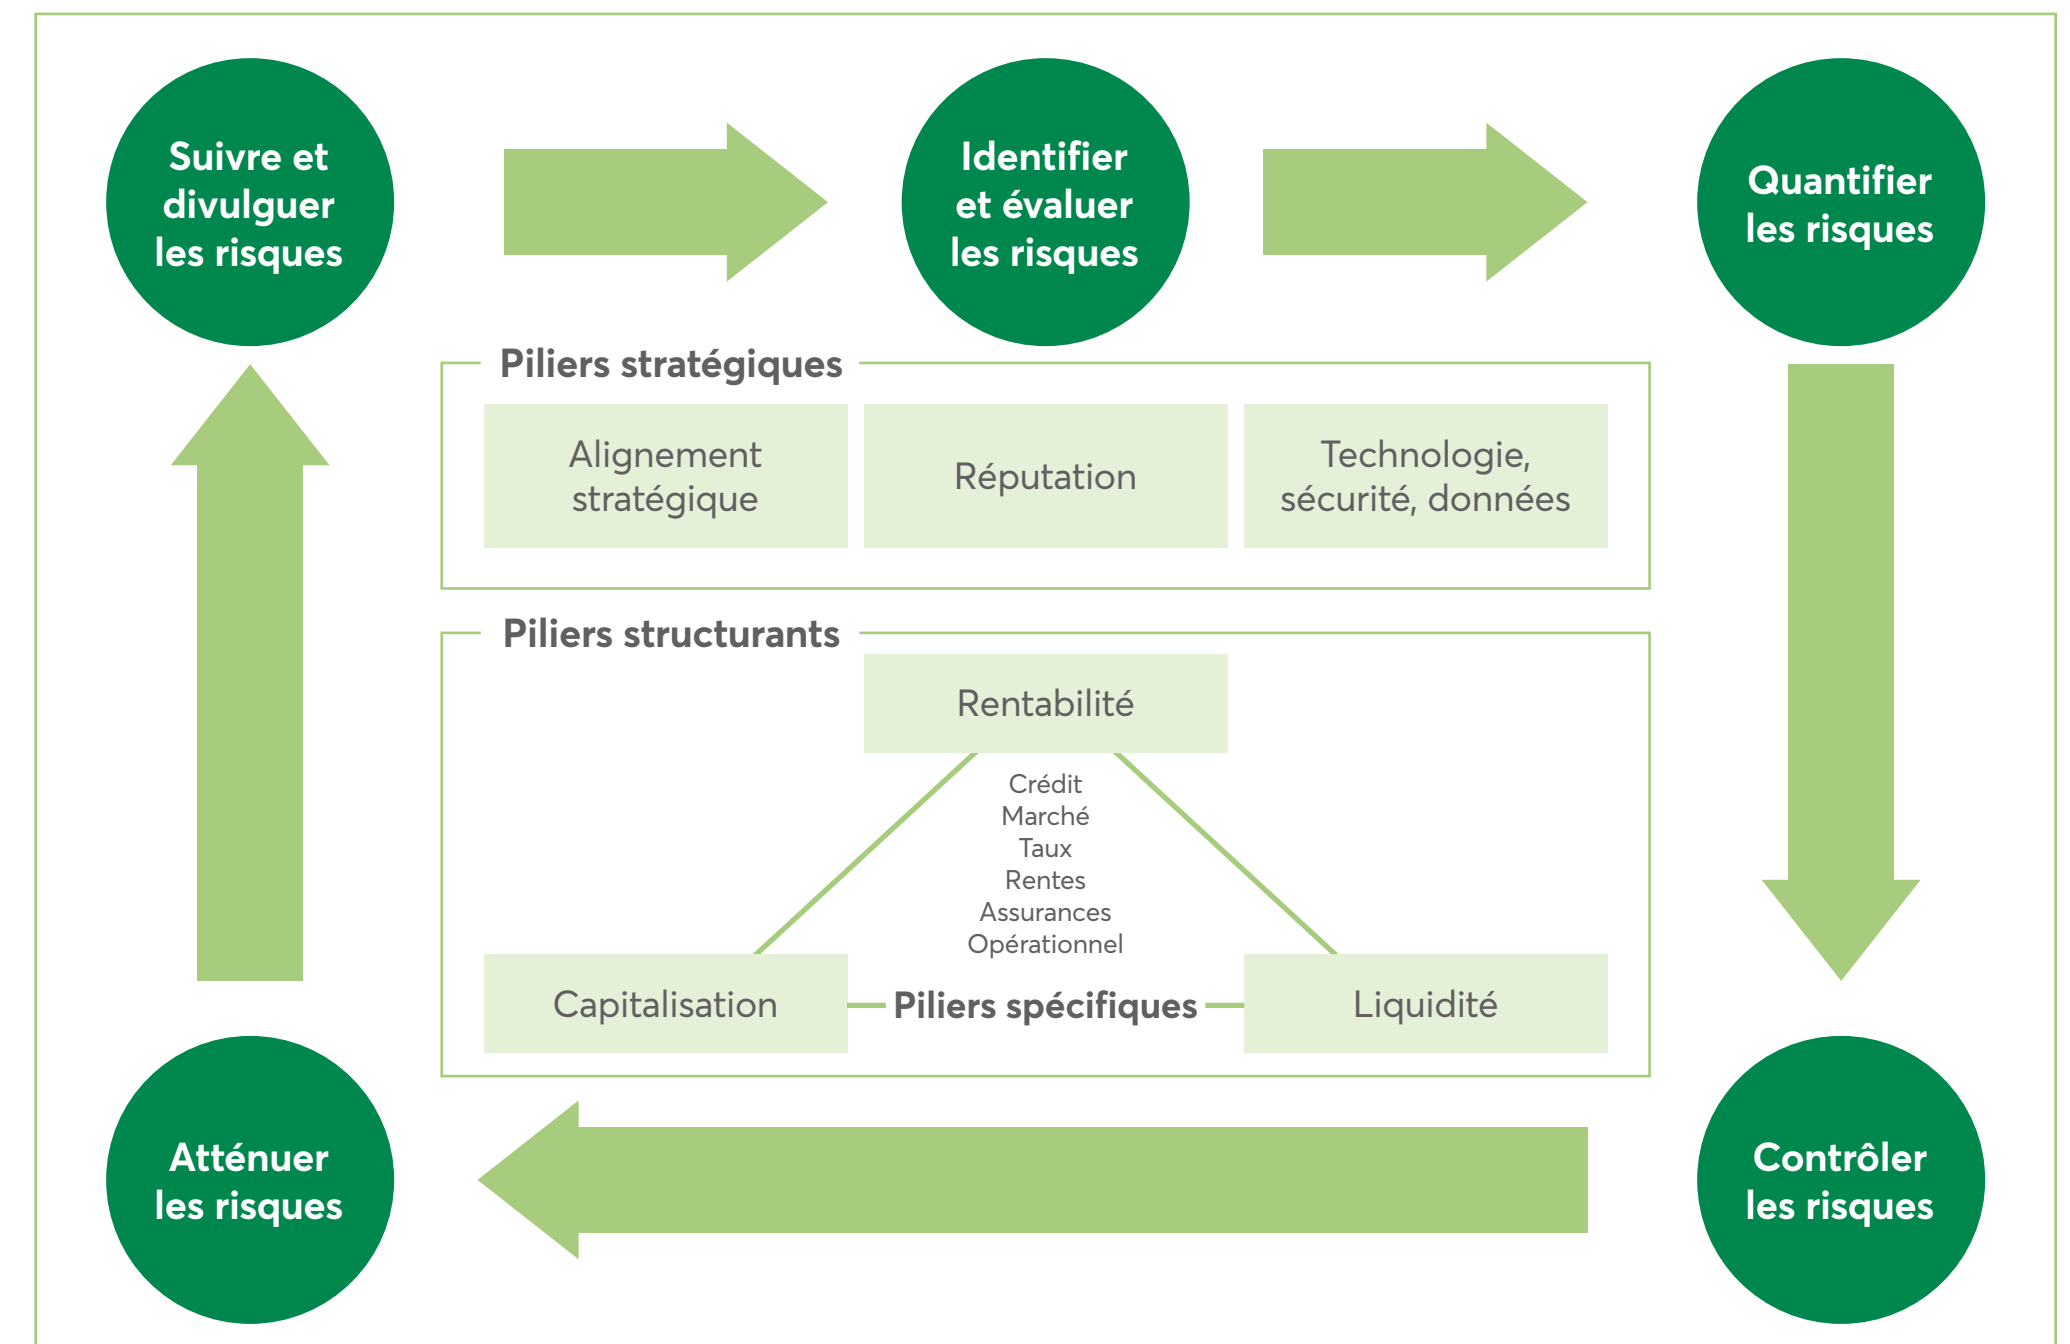 Suivre et
divulguer
les risques
Identifier
et évaluer
les risques
Quantifier
les risques
Piliers stratégiques
Alignement
stratégique
Réputation
Technologie,
sécurité, données
Piliers structurants
Rentabilité
Crédit
Marché
Taux
Rentes
Assurances
Opérationnel
Capitalisation
Piliers spécifiques
Liquidité
Atténuer
les risques
Contrôler
les risques